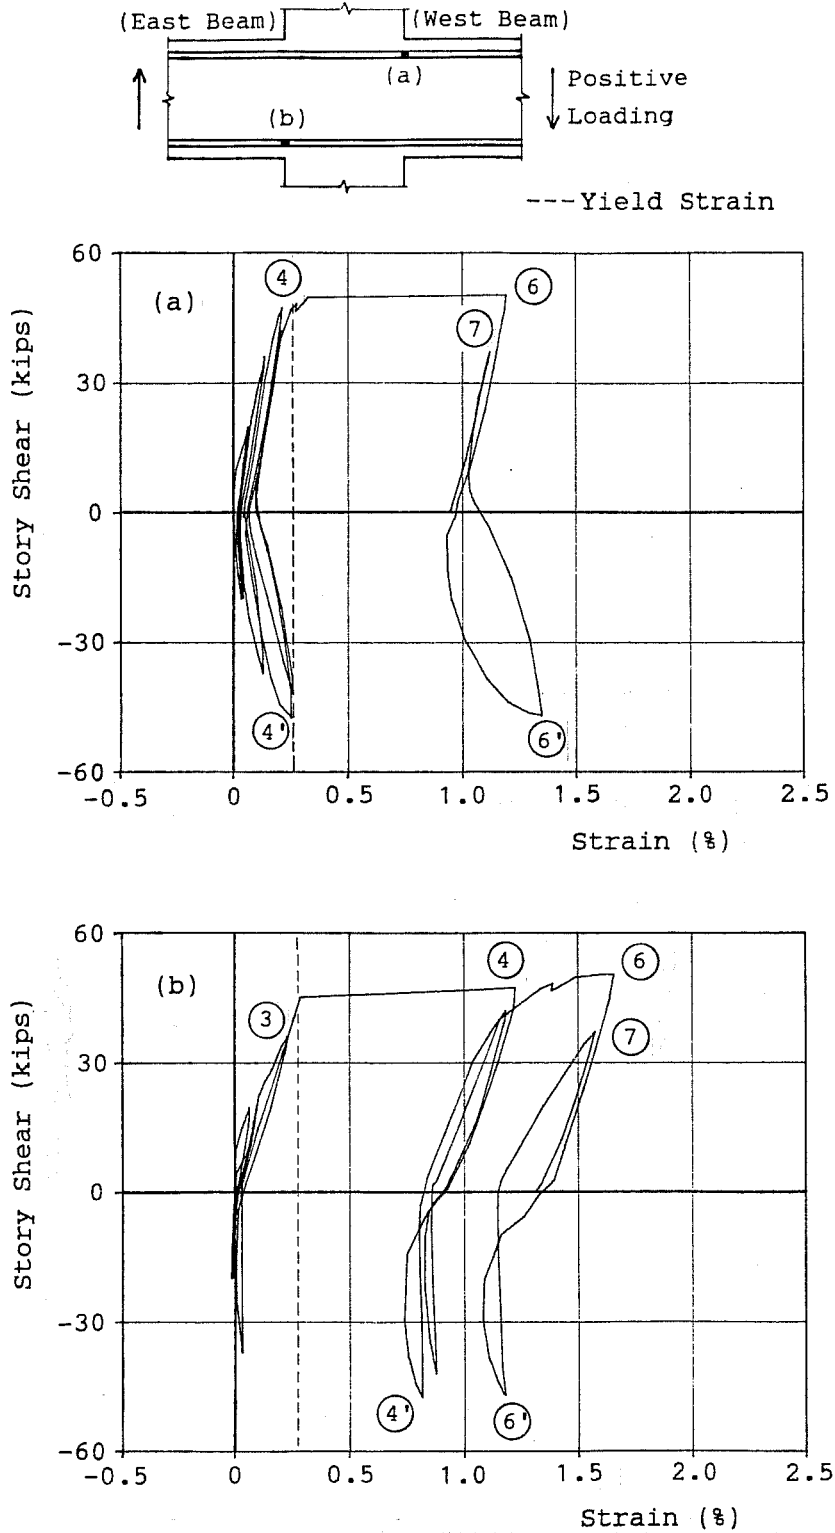 (East Beam) (West Beam)
(a)
Positive
(b)
Loading
--- Yield Strain
60
4
6
(a)
7
30
Story Shear (kips)
0
-30
4'
6'
-60
-0.5 0 0.5 1.0 1.5 2.0 2.5
Strain (%)
60
4
6
(b)
3
7
30
Story Shear (kips)
0
-30
4'
6'
-60
-0.5 0 0.5 1.0 1.5 2.0 2.5
Strain (%)